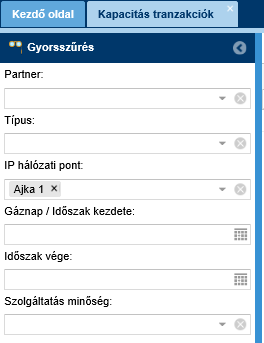 Kezdő oldal
Kapacitás tranzakciók
Gyorsszűrés
Partner:
Típus:
IP hálózati pont:
Ajka 1
Gáznap / Időszak kezdete:
Időszak vége:
Szolgáltatás minőség: